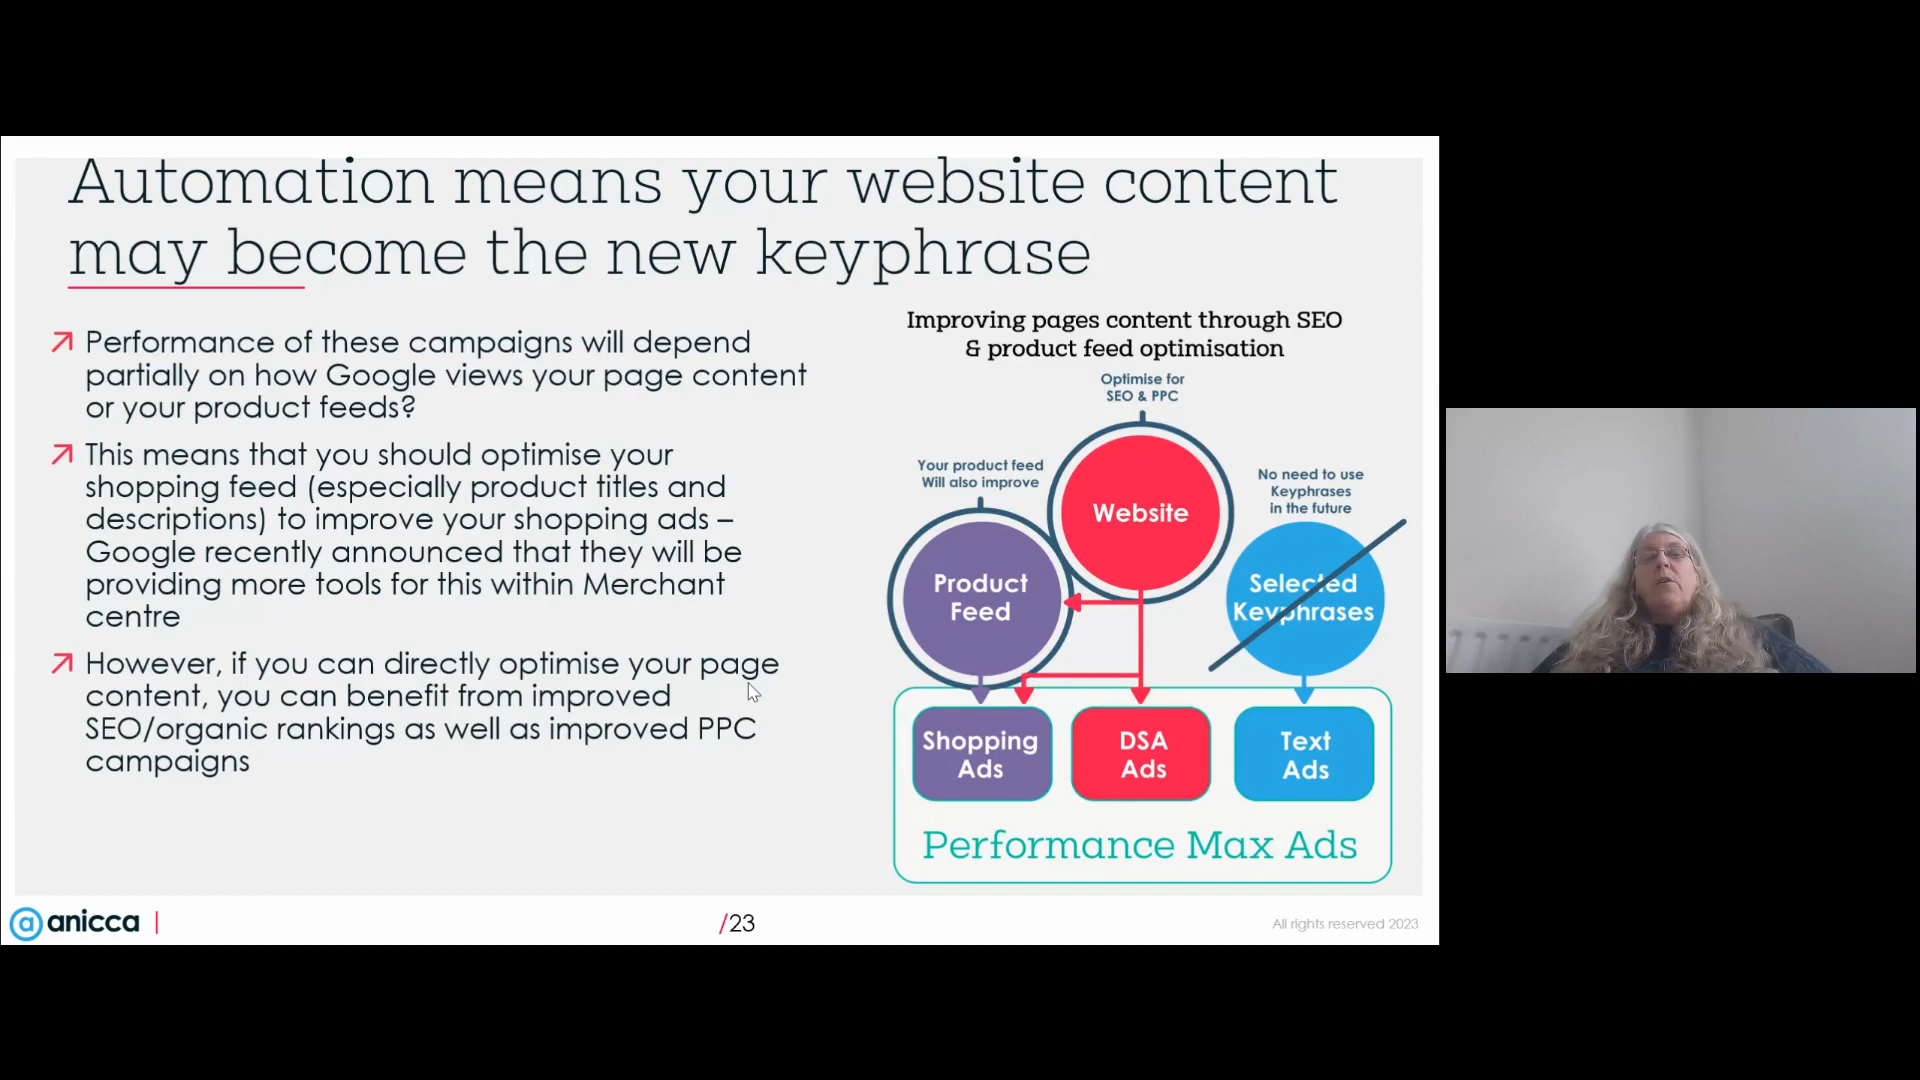 Automation means your website content
may become the new keyphrase
Performance of these campaigns will depend
partially on how Google views your page content
or your product feeds?
This means that you should optimise your
shopping feed (especially product titles and
descriptions) to improve your shopping ads –
Google recently announced that they will be
providing more tools for this within Merchant
centre
However, if you can directly optimise your page
content, you can benefit from improved
SEO/organic rankings as well as improved PPC
campaigns
Improving pages content through SEO
& product feed optimisation
Optimise for
SEO & PPC
Your product feed
Will also improve
No need to use
Keyphrases
in the future
Website
Product
Feed
Selected
Keyphrases
Shopping
Ads
DSA
Ads
Text
Ads
Performance Max Ads
a anicca
/23
All rights reserved 2023